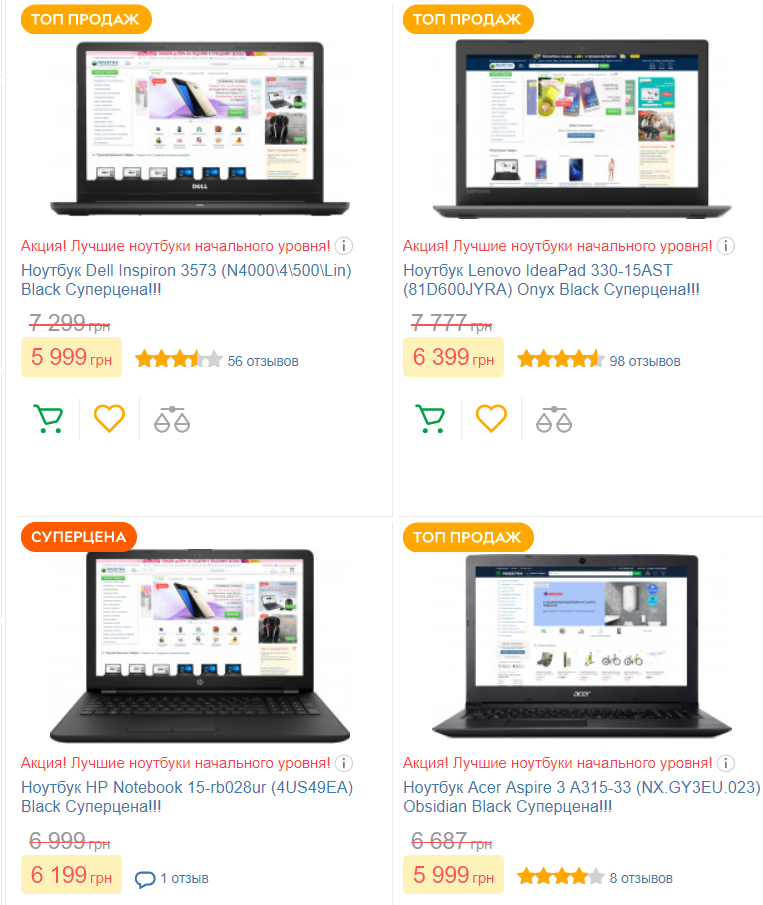 ТОП ПРОДАЖ
ТОП ПРОДАЖ
DELL
Lenovo
Акция! Лучшие ноутбуки начального уровня!
Ноутбук Dell Inspiron 3573 (N4000\4\500\Lin)
Black Суперцена!!!
7 299 грн
5 999 грн
56 отзывов
Акция! Лучшие ноутбуки начального уровня!
Ноутбук Lenovo IdeaPad 330-15AST
(81D600JYRA) Onyx Black Суперцена!!!
7 777 грн
6 399 грн
98 отзывов
СУПЕРЦЕНА
ТОП ПРОДАЖ
hp
acer
Акция! Лучшие ноутбуки начального уровня!
Ноутбук HP Notebook 15-rb028ur (4US49EA)
Black Суперцена!!!
6 999 грн
6 199 грн
1 отзыв
Акция! Лучшие ноутбуки начального уровня!
Ноутбук Acer Aspire 3 A315-33 (NX.GY3EU.023)
Obsidian Black Суперцена!!!
6 687 грн
5 999 грн
8 отзывов